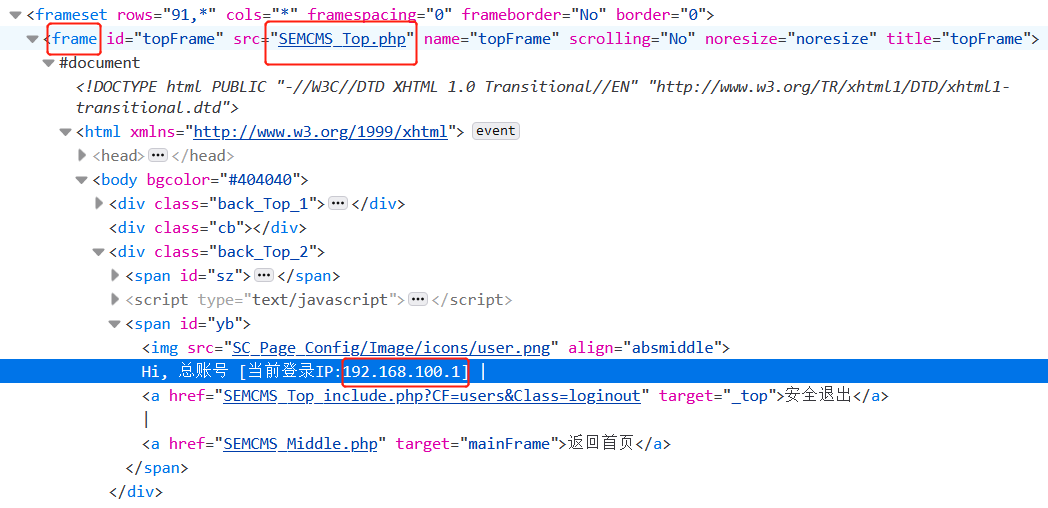 <frameset rows="91,*" cols="*" framespacing="0" frameborder="No" border="0">
<frame id="topFrame" src="SEMCMS_Top.php" name="topFrame" scrolling="No" noresize="noresize" title="topFrame">
#document
<!DOCTYPE html PUBLIC "-//W3C//DTD XHTML 1.0 Transitional//EN" "http://www.w3.org/TR/xhtml1/DTD/xhtml1-
transitional.dtd">
<html xmlns="http://www.w3.org/1999/xhtml"> event
<head>···</head>
<body bgcolor="#404040">
<div class="back_Top_1">···</div>
<div class="cb"></div>
<div class="back_Top_2">
<span id="sz">···</span>
<script type="text/javascript">···</script>
<span id="yb">
<img src="SC_Page_Config/Image/icons/user.png" align="absmiddle">
Hi, 总账号 [当前登录IP:192.168.100.1] |
<a href="SEMCMS_Top_include.php?CF=users&Class=loginout" target="_top">安全退出</a>
|
<a href="SEMCMS_Middle.php" target="mainFrame">返回首页</a>
</span>
</div>